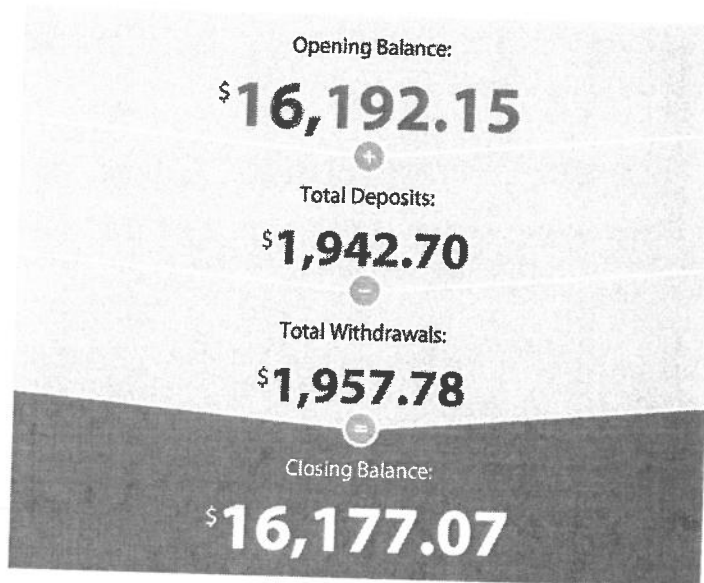 Opening Balance:
$16,192.15
+
Total Deposits:
$1,942.70
−
Total Withdrawals:
$1,957.78
=
Closing Balance:
$16,177.07